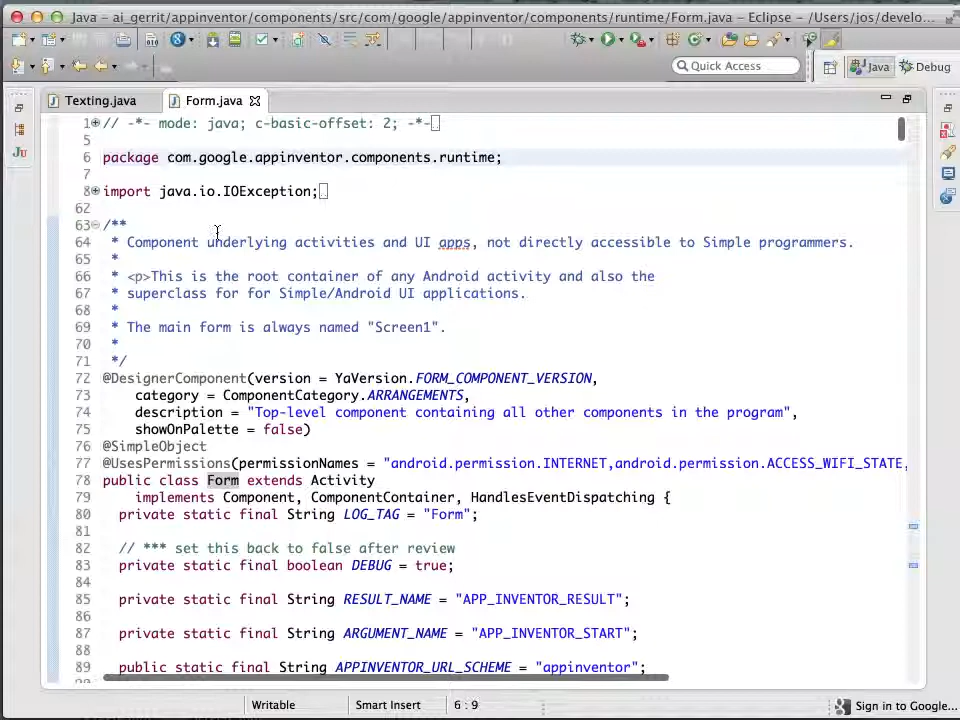 Java – ai_gerrit/appinventor/components/src/com/google/appinventor/components/runtime/Form.java – Eclipse – /Users/jos/develo...
Quick Access
Java
Debug
Texting.java
Form.java
1 // -*- mode: java; c-basic-offset: 2; -*-
5
6 package com.google.appinventor.components.runtime;
7
8 import java.io.IOException;
62
63 /**
64 * Component underlying activities and UI apps, not directly accessible to Simple programmers.
65 *
66 * <p>This is the root container of any Android activity and also the
67 * superclass for for Simple/Android UI applications.
68 *
69 * The main form is always named "Screen1".
70 *
71 */
72 @DesignerComponent(version = YaVersion.FORM_COMPONENT_VERSION,
73 category = ComponentCategory.ARRANGEMENTS,
74 description = "Top-level component containing all other components in the program",
75 showOnPalette = false)
76 @SimpleObject
77 @UsesPermissions(permissionNames = "android.permission.INTERNET,android.permission.ACCESS_WIFI_STATE,
78 public class Form extends Activity
79 implements Component, ComponentContainer, HandlesEventDispatching {
80 private static final String LOG_TAG = "Form";
81
82 // *** set this back to false after review
83 private static final boolean DEBUG = true;
84
85 private static final String RESULT_NAME = "APP_INVENTOR_RESULT";
86
87 private static final String ARGUMENT_NAME = "APP_INVENTOR_START";
88
89 public static final String APPINVENTOR_URL_SCHEME = "appinventor";
Writable
Smart Insert
6 : 9
Sign in to Google...